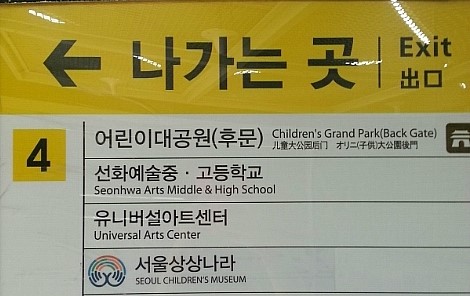 ← 나가는 곳 | Exit
出口
4
어린이대공원(후문) Children's Grand Park(Back Gate)
儿童大公园后门 オリニ(子供)大公園後門
선화예술중 · 고등학교
Seonhwa Arts Middle & High School
유니버설아트센터
Universal Arts Center
서울상상나라
SEOUL CHILDREN'S MUSEUM